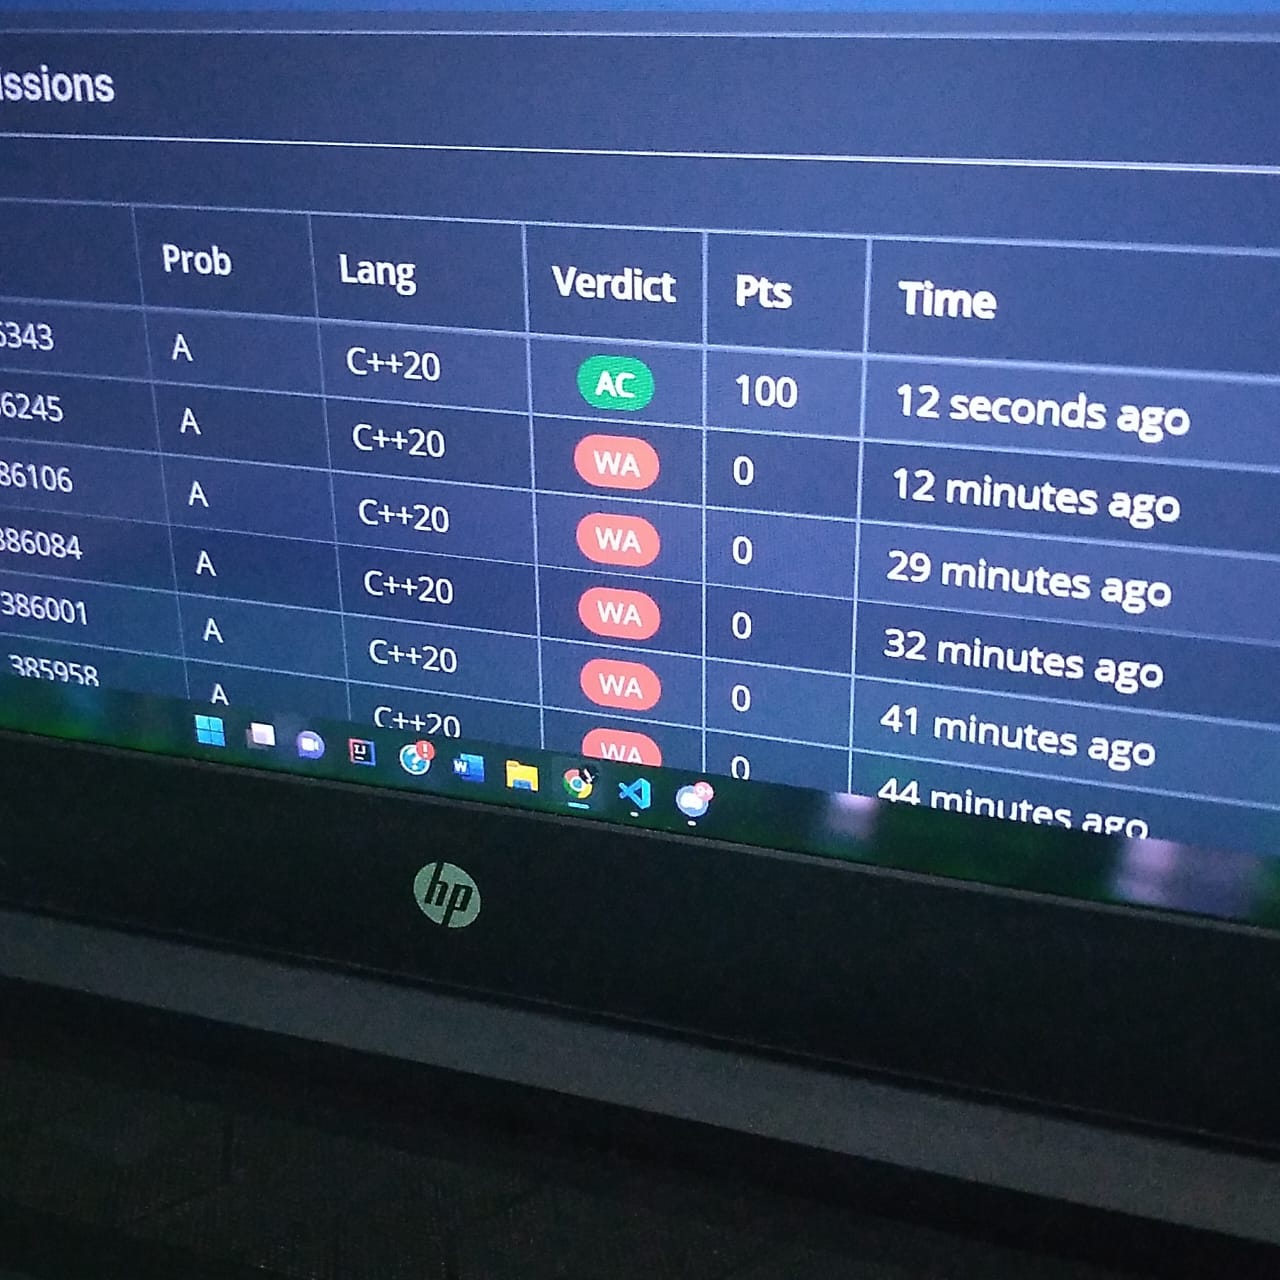 issions
Prob Lang Verdict Pts Time
6343 A C++20 AC 100 12 seconds ago
6245 A C++20 WA 0 12 minutes ago
86106 A C++20 WA 0 29 minutes ago
386084 A C++20 WA 0 32 minutes ago
386001 A C++20 WA 0 41 minutes ago
385958 A C++20 WA 0 44 minutes ago
hp